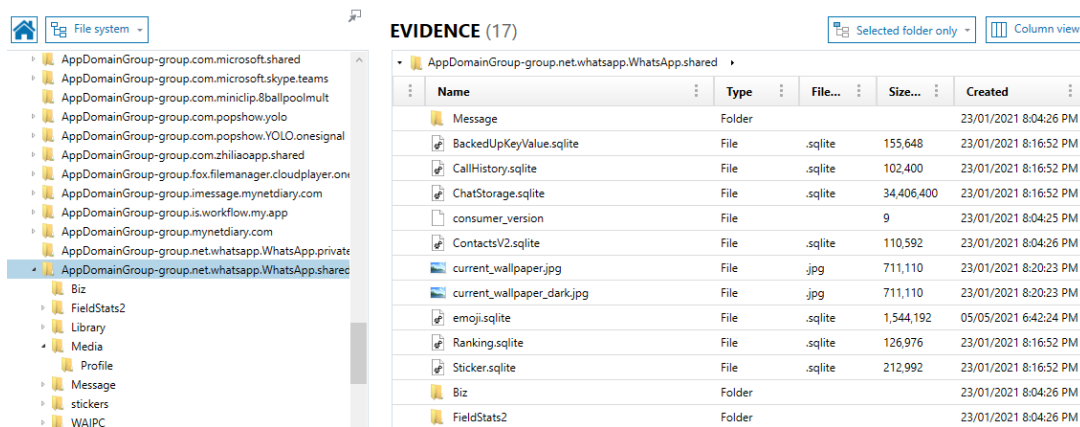 File system
EVIDENCE (17)
Selected folder only
Column view
AppDomainGroup-group.com.microsoft.shared
AppDomainGroup-group.com.microsoft.skype.teams
AppDomainGroup-group.com.miniclip.8ballpoolmult
AppDomainGroup-group.com.popshow.yolo
AppDomainGroup-group.com.popshow.YOLO.onesignal
AppDomainGroup-group.com.zhiliaoapp.shared
AppDomainGroup-group.fox.filemanager.cloudplayer.one
AppDomainGroup-group.imessage.mynetdiary.com
AppDomainGroup-group.is.workflow.my.app
AppDomainGroup-group.mynetdiary.com
AppDomainGroup-group.net.whatsapp.WhatsApp.private
AppDomainGroup-group.net.whatsapp.WhatsApp.shared
Biz
FieldStats2
Library
Media
Profile
Message
stickers
WAIPC
AppDomainGroup-group.net.whatsapp.WhatsApp.shared
Name Type File... Size... Created
Message Folder 23/01/2021 8:04:26 PM
BackedUpKeyValue.sqlite File .sqlite 155,648 23/01/2021 8:16:52 PM
CallHistory.sqlite File .sqlite 102,400 23/01/2021 8:16:52 PM
ChatStorage.sqlite File .sqlite 34,406,400 23/01/2021 8:16:52 PM
consumer_version File 9 23/01/2021 8:04:25 PM
ContactsV2.sqlite File .sqlite 110,592 23/01/2021 8:04:26 PM
current_wallpaper.jpg File .jpg 711,110 23/01/2021 8:20:23 PM
current_wallpaper_dark.jpg File .jpg 711,110 23/01/2021 8:20:23 PM
emoji.sqlite File .sqlite 1,544,192 05/05/2021 6:42:24 PM
Ranking.sqlite File .sqlite 126,976 23/01/2021 8:16:52 PM
Sticker.sqlite File .sqlite 212,992 23/01/2021 8:16:52 PM
Biz Folder 23/01/2021 8:04:26 PM
FieldStats2 Folder 23/01/2021 8:04:26 PM